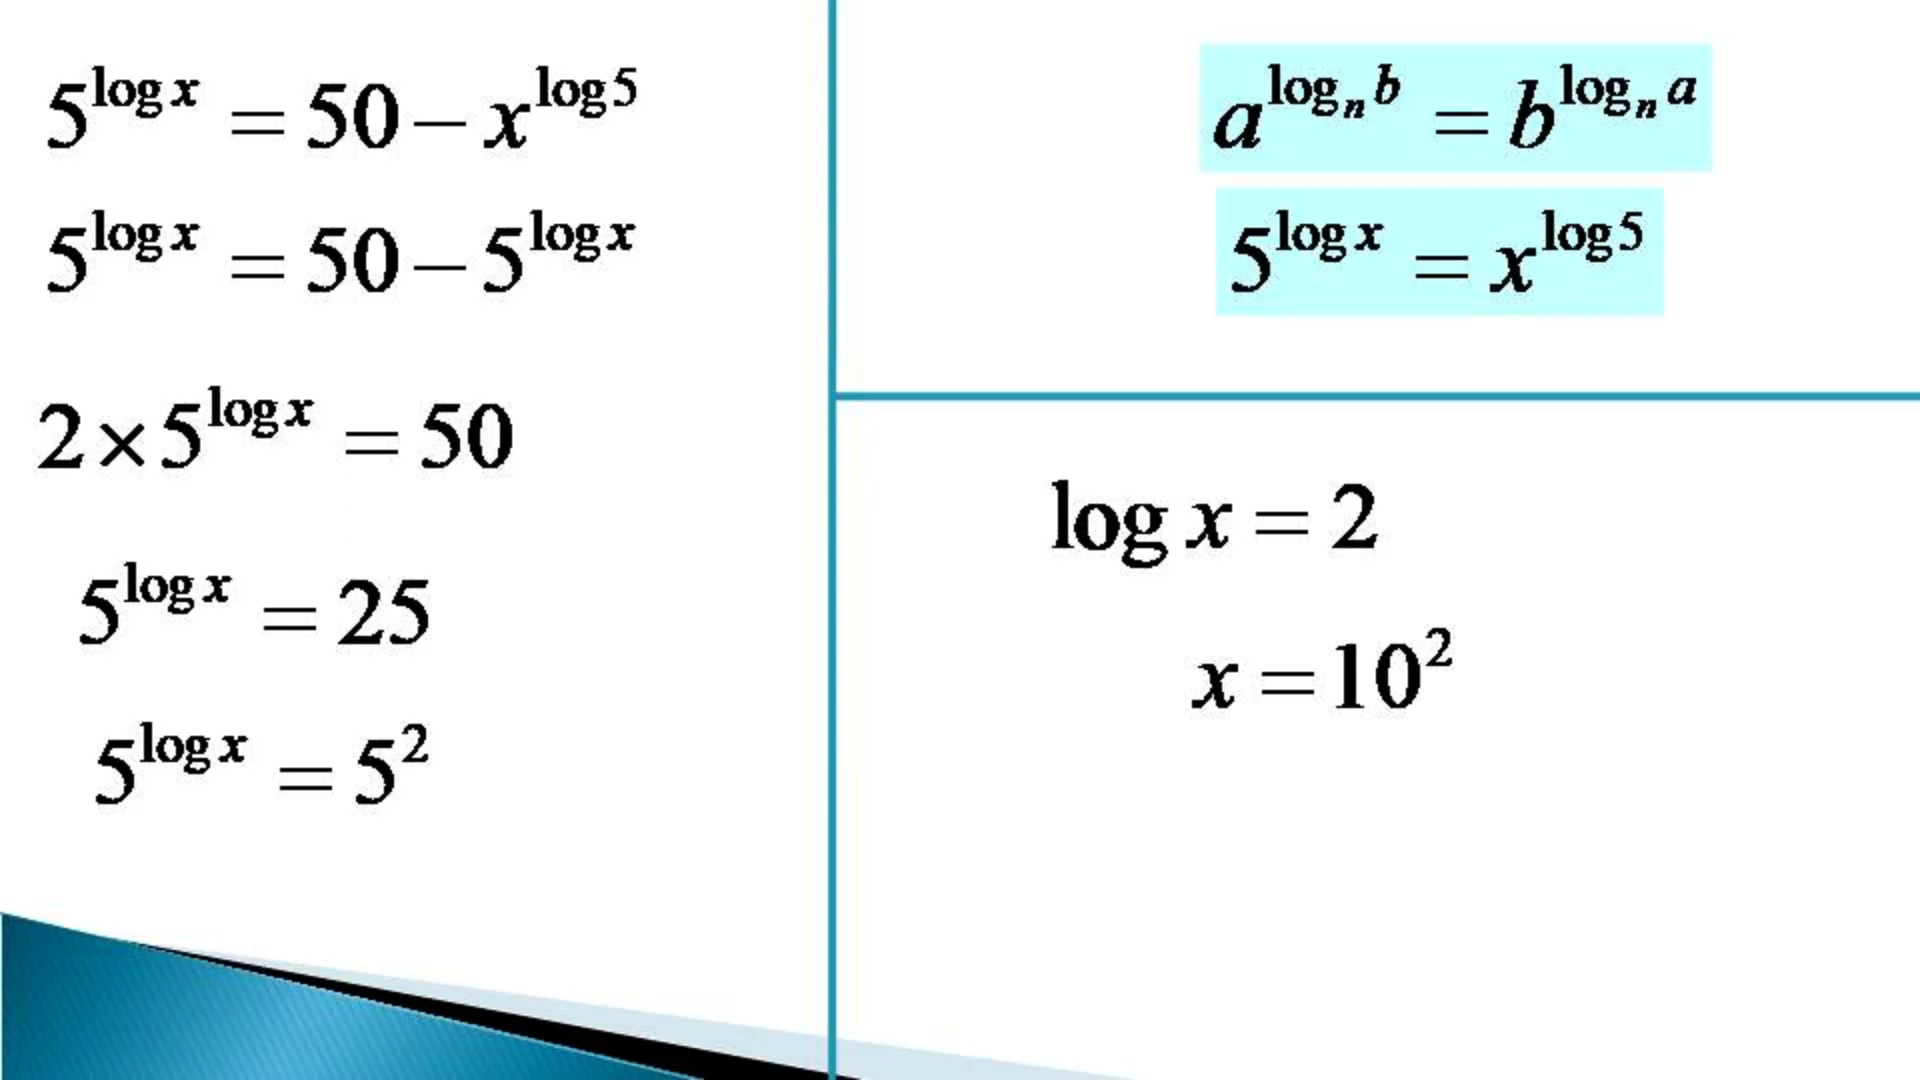 5^{log x} = 50 − x^{log 5}
5^{log x} = 50 − 5^{log x}
2 × 5^{log x} = 50
5^{log x} = 25
5^{log x} = 5^2
a^{log_n b} = b^{log_n a}
5^{log x} = x^{log 5}
log x = 2
x = 10^2